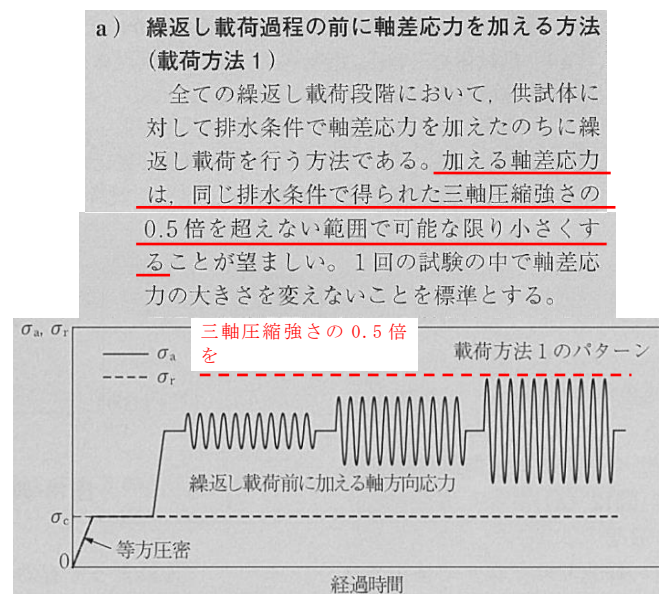 a） 繰返し載荷過程の前に軸差応力を加える方法
（載荷方法1）
全ての繰返し載荷段階において，供試体に
対して排水条件で軸差応力を加えたのちに繰
返し載荷を行う方法である。加える軸差応力
は，同じ排水条件で得られた三軸圧縮強さの
0.5倍を超えない範囲で可能な限り小さくす
ることが望ましい。1回の試験の中で軸差応
力の大きさを変えないことを標準とする。
σa, σr
三軸圧縮強さの 0.5 倍
を
載荷方法1のパターン
σa
σr
繰返し載荷前に加える軸方向応力
σc
等方圧密
0
経過時間